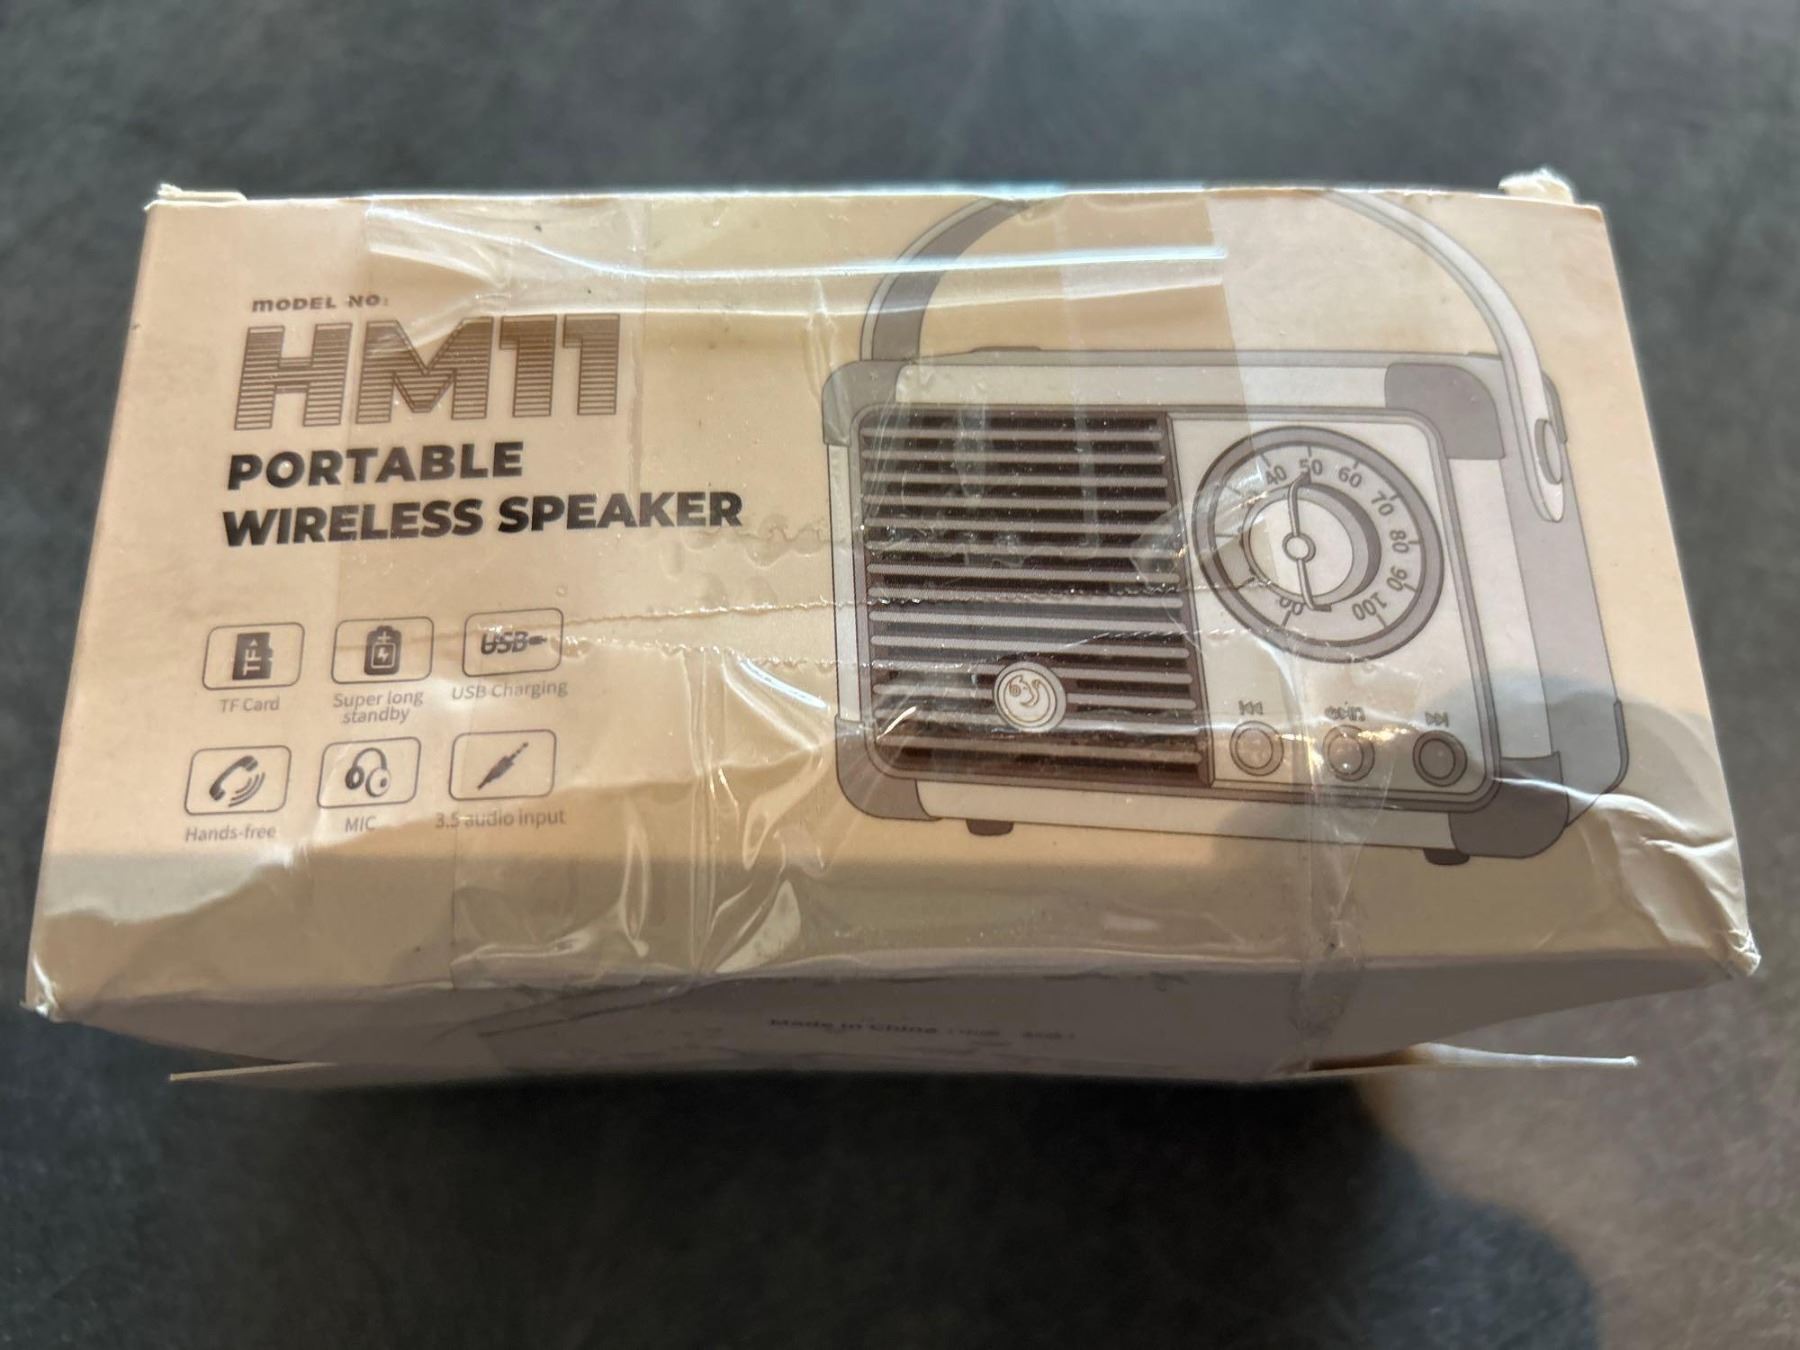 MODEL NO:
HM11
PORTABLE
WIRELESS SPEAKER
TF
USB
TF Card
Super long
standby
USB Charging
Hands-free
MIC
3.5 audio input
40 50 60 70 80 90 100
Made in China